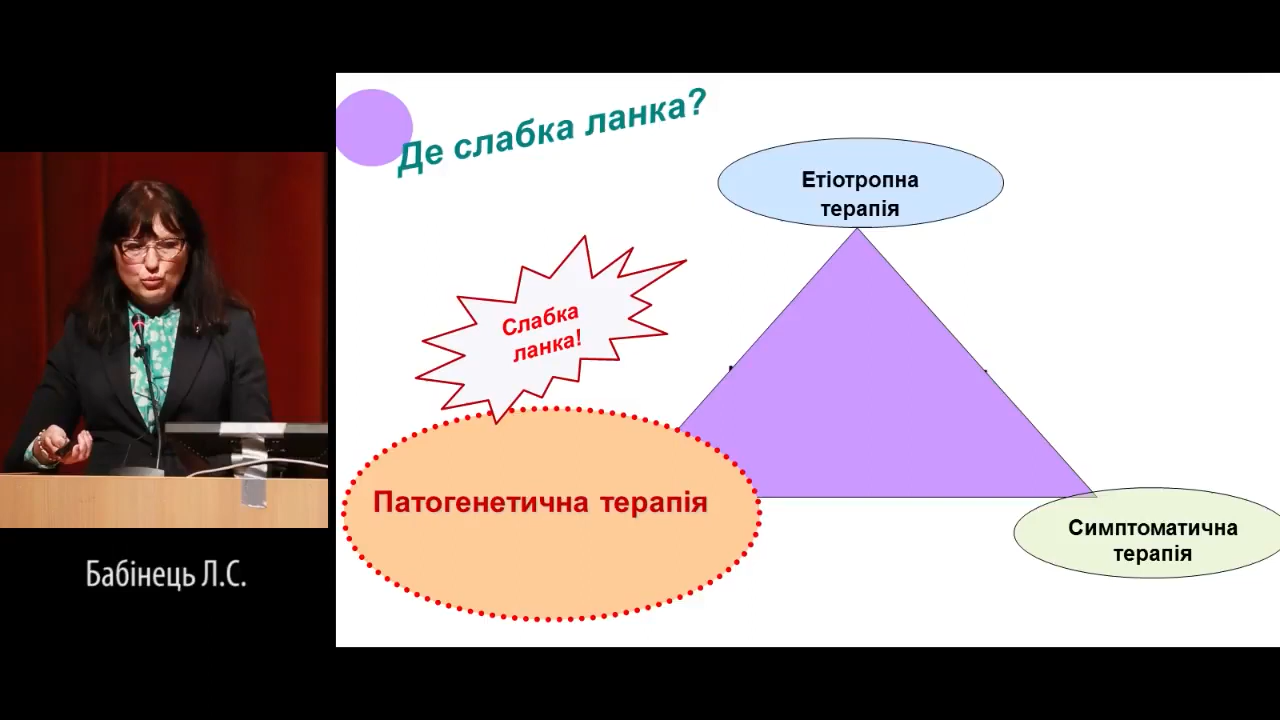 Де слабка ланка?
Етіотропна
терапія
Слабка
ланка!
Патогенетична терапія
Симптоматична
терапія
Бабінець Л.С.